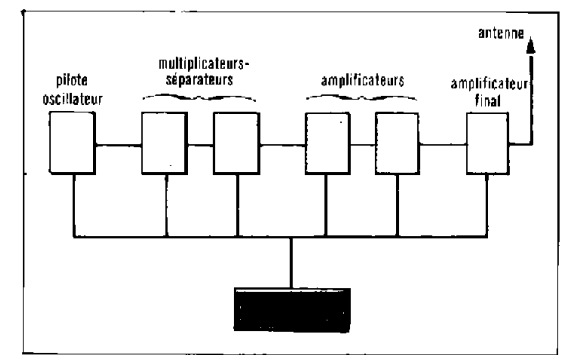 antenne
multiplicateurs-
séparateurs
pilote
oscillateur
amplificateurs
amplificateur
final